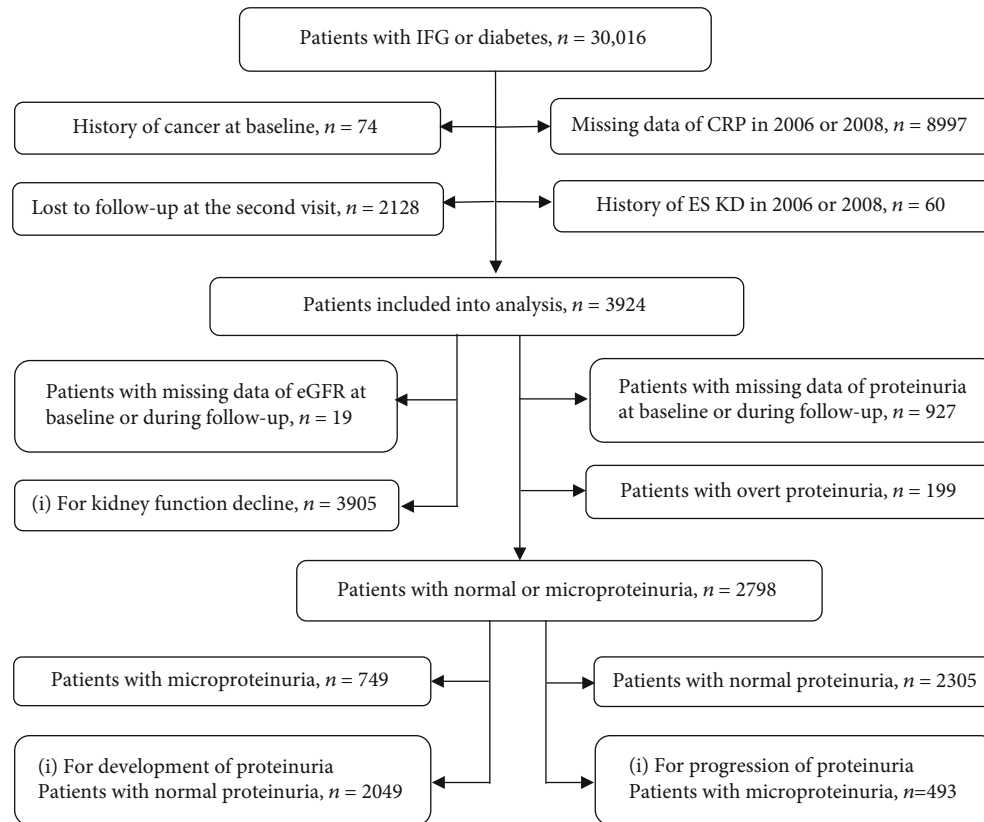 Patients with IFG or diabetes, n = 30,016
History of cancer at baseline, n = 74
Missing data of CRP in 2006 or 2008, n = 8997
Lost to follow-up at the second visit, n = 2128
History of ES KD in 2006 or 2008, n = 60
Patients included into analysis, n = 3924
Patients with missing data of eGFR at
baseline or during follow-up, n = 19
Patients with missing data of proteinuria
at baseline or during follow-up, n = 927
(i) For kidney function decline, n = 3905
Patients with overt proteinuria, n = 199
Patients with normal or microproteinuria, n = 2798
Patients with microproteinuria, n = 749
Patients with normal proteinuria, n = 2305
(i) For development of proteinuria
Patients with normal proteinuria, n = 2049
(i) For progression of proteinuria
Patients with microproteinuria, n=493